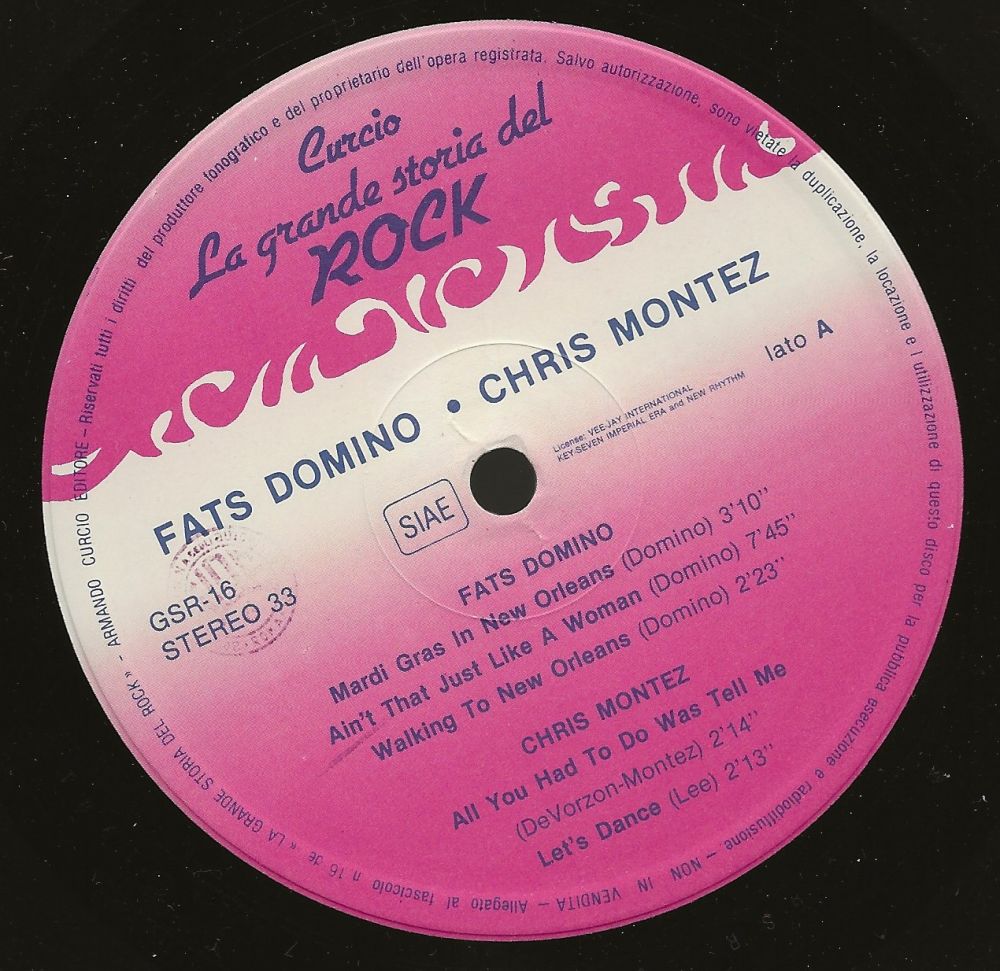 Curcio
La grande storia del
ROCK
FATS DOMINO • CHRIS MONTEZ
lato A
License: VEE JAY INTERNATIONAL
KEY-SEVEN IMPERIAL ERA and NEW RHYTHM
SIAE
GSR-16
STEREO 33
FATS DOMINO
Mardi Gras In New Orleans (Domino) 3'10"
Ain't That Just Like A Woman (Domino) 7'45"
Walking To New Orleans (Domino) 2'23"
CHRIS MONTEZ
All You Had To Do Was Tell Me
(DeVorzon-Montez) 2'14"
Let's Dance (Lee) 2'13"
ARMANDO CURCIO EDITORE - Riservati tutti i diritti del produttore fonografico e del proprietario dell'opera registrata. Salvo autorizzazione, sono vietate la duplicazione, la locazione e l utilizzazione di questo disco per la pubblica esecuzione e radiodiffusione. - NON IN VENDITA - Allegato al fascicolo n 16 de « LA GRANDE STORIA DEL ROCK » -